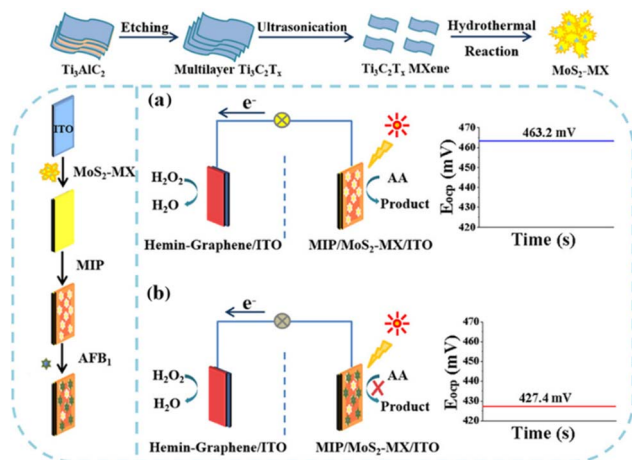 Etching
Ultrasonication
Hydrothermal
Reaction
Ti₃AlC₂
Multilayer Ti₃C₂Tₓ
Ti₃C₂Tₓ MXene
MoS₂-MX
ITO
MoS₂-MX
MIP
AFB₁
(a)
e⁻
H₂O₂
H₂O
AA
Product
Hemin-Graphene/ITO
MIP/MoS₂-MX/ITO
Eocp (mV)
470
460
450
440
430
420
463.2 mV
Time (s)
(b)
e⁻
H₂O₂
H₂O
AA
Product
Hemin-Graphene/ITO
MIP/MoS₂-MX/ITO
Eocp (mV)
470
460
450
440
430
420
427.4 mV
Time (s)